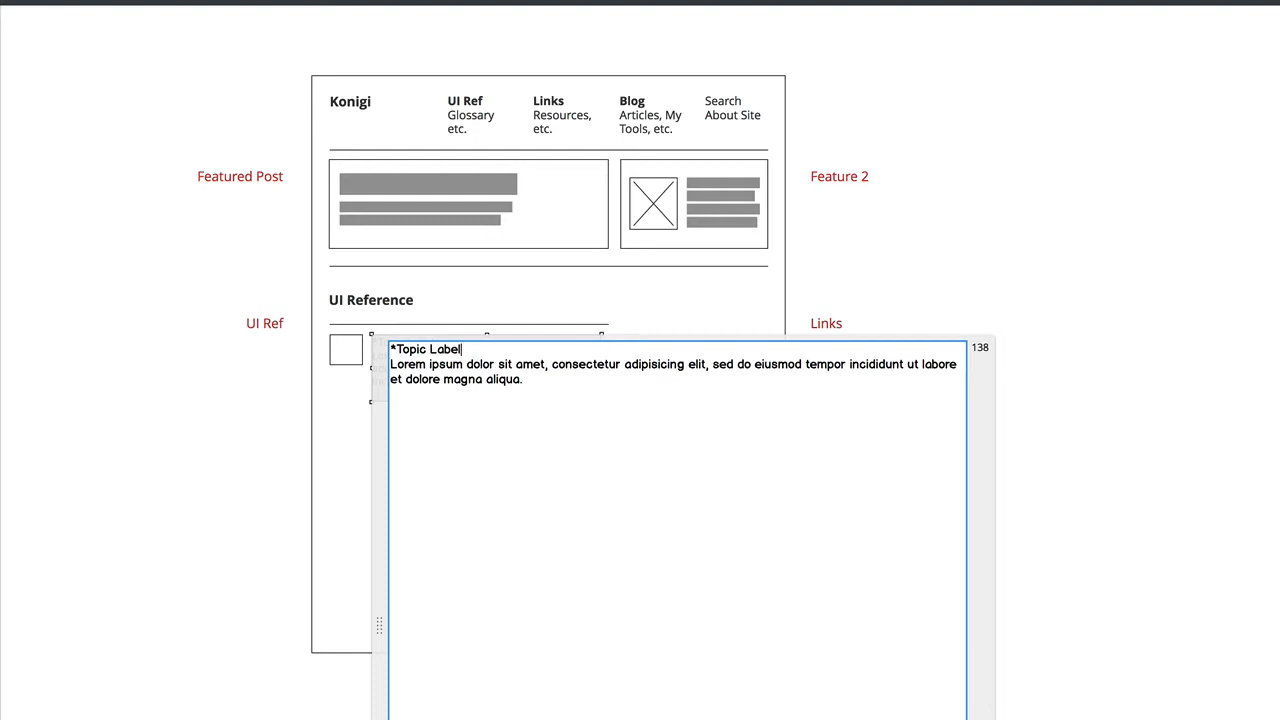 Konigi
UI Ref
Glossary
etc.
Links
Resources,
etc.
Blog
Articles, My
Tools, etc.
Search
About Site
Featured Post
Feature 2
UI Reference
UI Ref
Links
*Topic Label
Lorem ipsum dolor sit amet, consectetur adipisicing elit, sed do eiusmod tempor incididunt ut labore
et dolore magna aliqua.
138